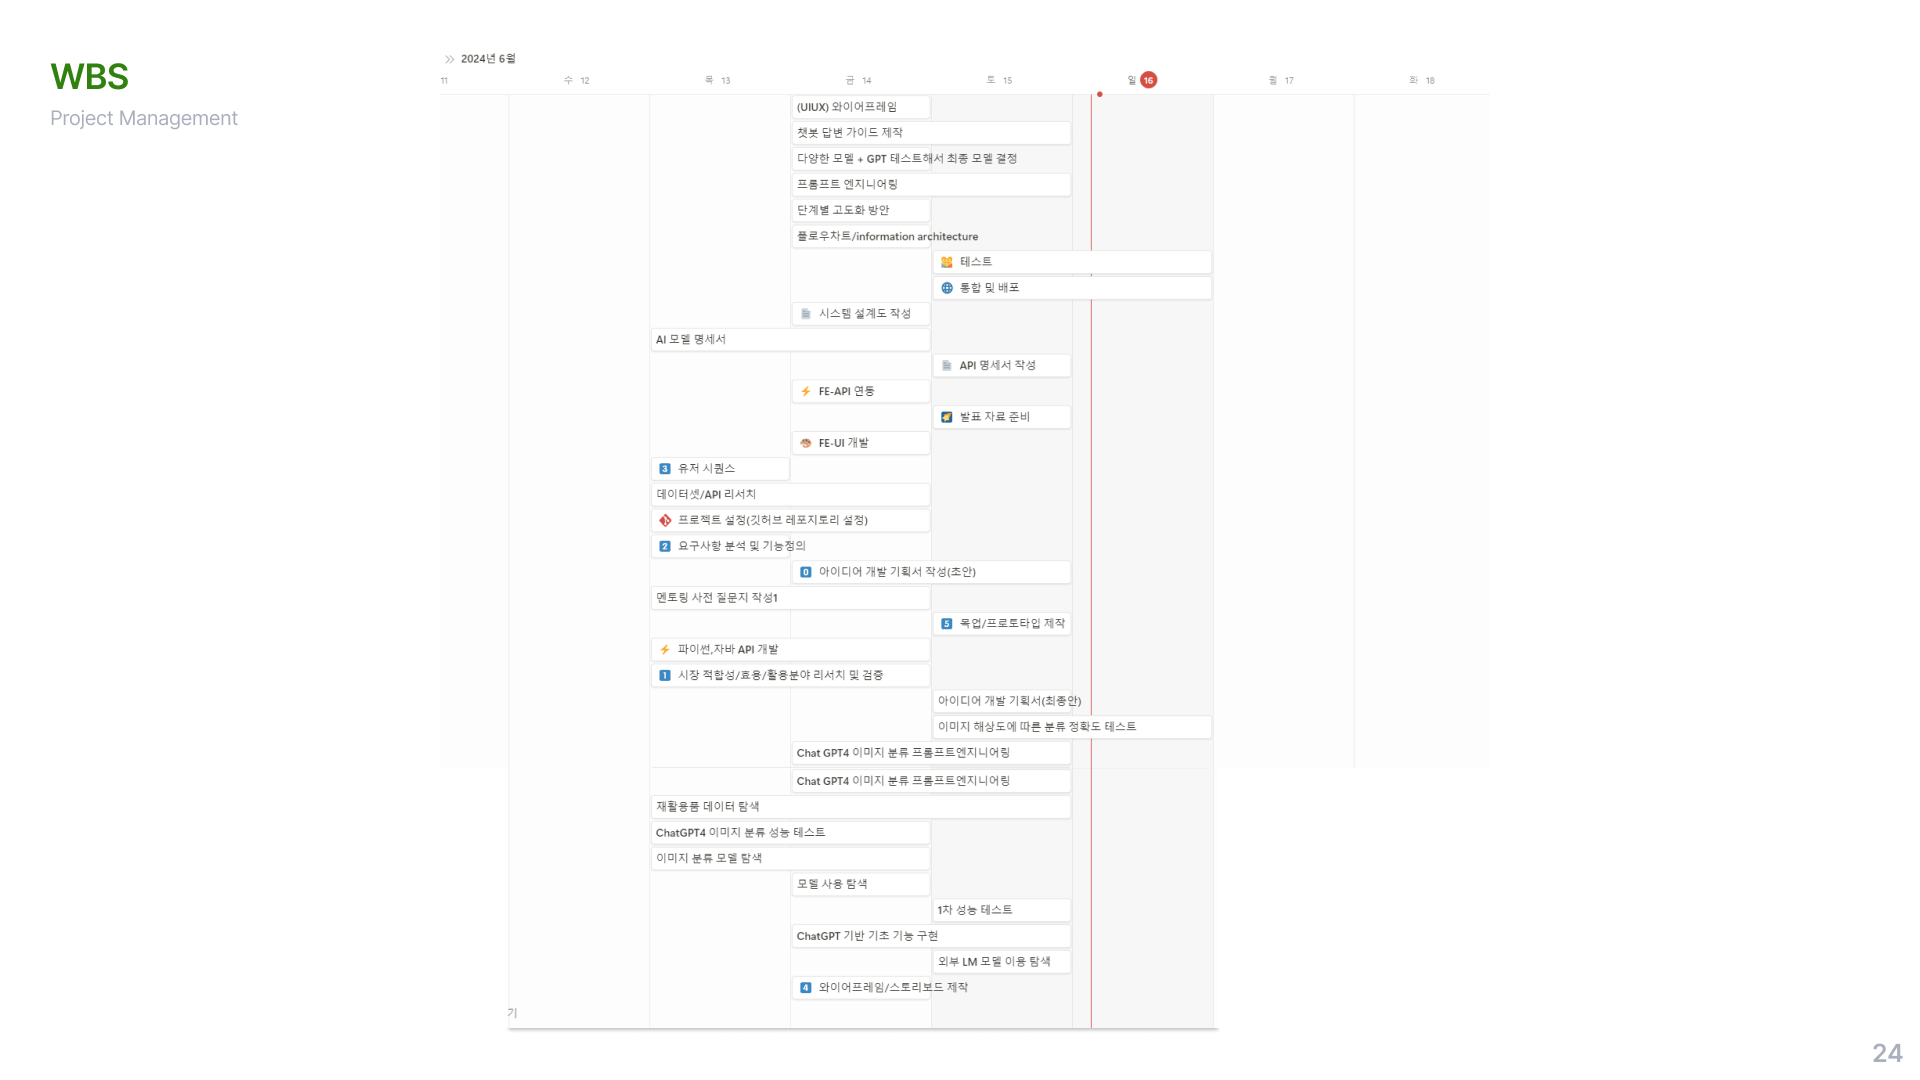 WBS
Project Management
2024년 6월
11 수 12 목 13 금 14 토 15 일 16 월 17 화 18
(UIUX) 와이어프레임
챗봇 답변 가이드 제작
다양한 모델 + GPT 테스트해서 최종 모델 결정
프롬프트 엔지니어링
단계별 고도화 방안
플로우차트/information architecture
테스트
통합 및 배포
시스템 설계도 작성
AI 모델 명세서
API 명세서 작성
FE-API 연동
발표 자료 준비
FE-UI 개발
3 유저 시퀀스
데이터셋/API 리서치
프로젝트 설정(깃허브 레포지토리 설정)
2 요구사항 분석 및 기능정의
0 아이디어 개발 기획서 작성(초안)
멘토링 사전 질문지 작성1
5 목업/프로토타입 제작
파이썬,자바 API 개발
1 시장 적합성/효용/활용분야 리서치 및 검증
아이디어 개발 기획서(최종안)
이미지 해상도에 따른 분류 정확도 테스트
Chat GPT4 이미지 분류 프롬프트엔지니어링
Chat GPT4 이미지 분류 프롬프트엔지니어링
재활용품 데이터 탐색
ChatGPT4 이미지 분류 성능 테스트
이미지 분류 모델 탐색
모델 사용 탐색
1차 성능 테스트
ChatGPT 기반 기초 기능 구현
외부 LM 모델 이용 탐색
4 와이어프레임/스토리보드 제작
기
24